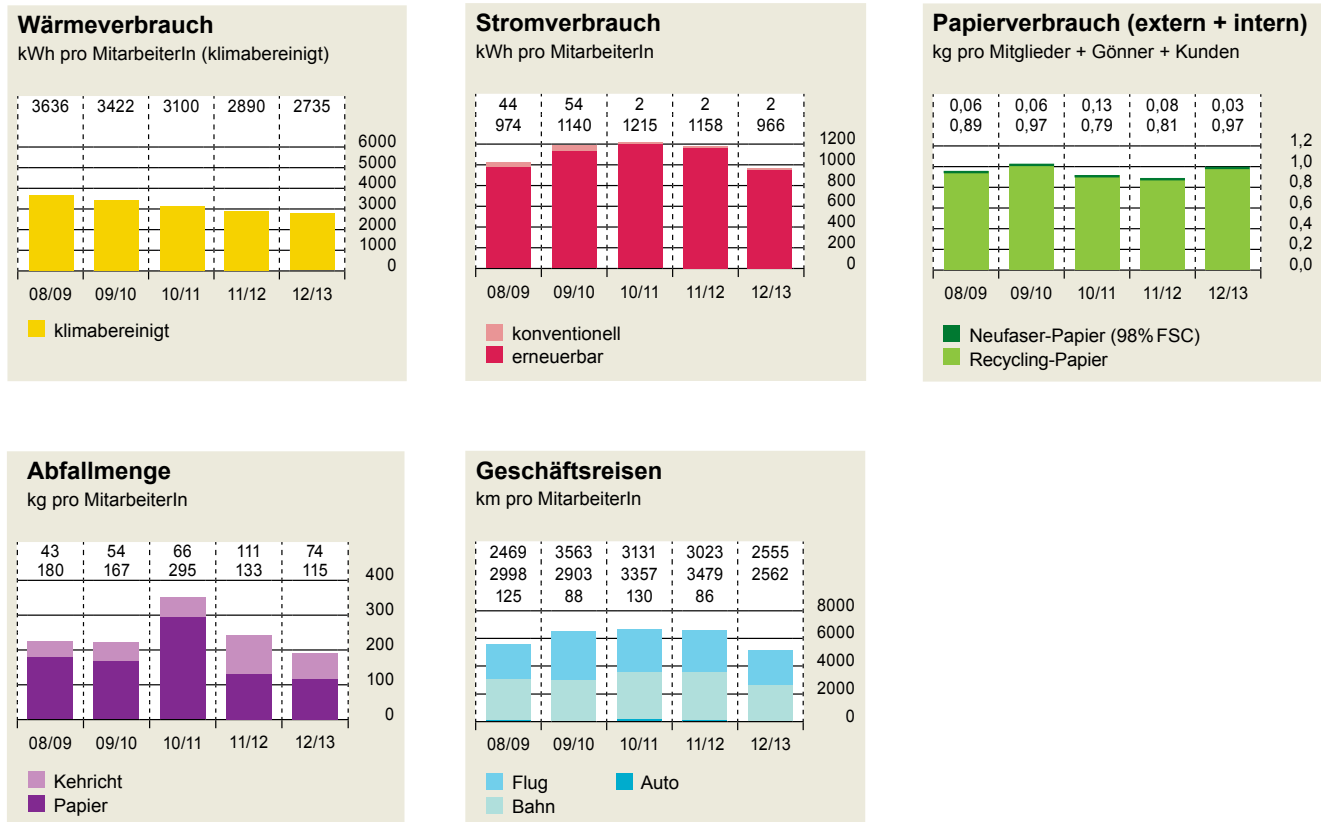 Wärmeverbrauch
kWh pro MitarbeiterIn (klimabereinigt)
3636 3422 3100 2890 2735
6000
5000
4000
3000
2000
1000
0
08/09 09/10 10/11 11/12 12/13
klimabereinigt
Stromverbrauch
kWh pro MitarbeiterIn
44 54 2 2 2
974 1140 1215 1158 966
1200
1000
800
600
400
200
0
08/09 09/10 10/11 11/12 12/13
konventionell
erneuerbar
Papierverbrauch (extern + intern)
kg pro Mitglieder + Gönner + Kunden
0,06 0,06 0,13 0,08 0,03
0,89 0,97 0,79 0,81 0,97
1,2
1,0
0,8
0,6
0,4
0,2
0,0
08/09 09/10 10/11 11/12 12/13
Neufaser-Papier (98% FSC)
Recycling-Papier
Abfallmenge
kg pro MitarbeiterIn
43 54 66 111 74
180 167 295 133 115
400
300
200
100
0
08/09 09/10 10/11 11/12 12/13
Kehricht
Papier
Geschäftsreisen
km pro MitarbeiterIn
2469 3563 3131 3023 2555
2998 2903 3357 3479 2562
125 88 130 86
8000
6000
4000
2000
0
08/09 09/10 10/11 11/12 12/13
Flug Auto
Bahn